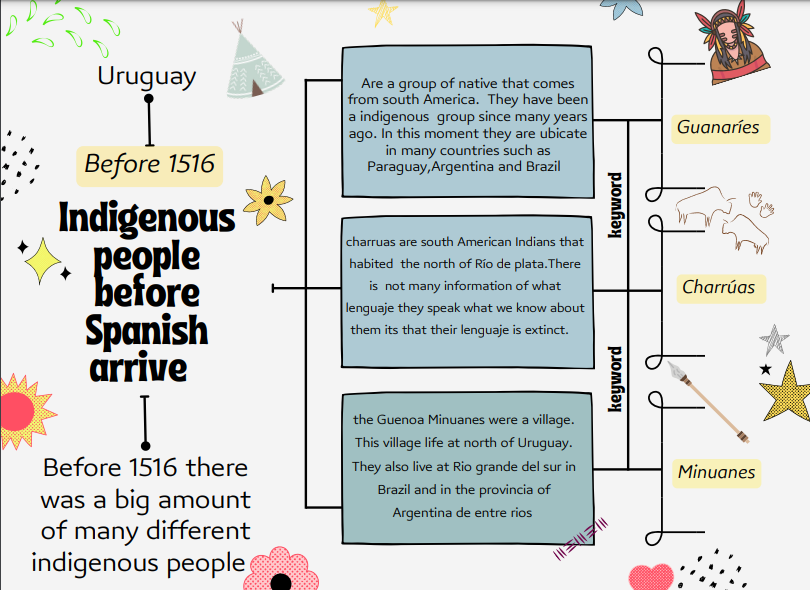 Uruguay
Before 1516
Indigenous
people
before
Spanish
arrive
Before 1516 there
was a big amount
of many different
indigenous people
Are a group of native that comes
from south America. They have been
a indigenous group since many years
ago. In this moment they are ubicate
in many countries such as
Paraguay,Argentina and Brazil
keyword
Guanaríes
charruas are south American Indians that
habited the north of Río de plata.There
is not many information of what
lenguaje they speak what we know about
them its that their lenguaje is extinct.
Charrúas
the Guenoa Minuanes were a village.
This village life at north of Uruguay.
They also live at Rio grande del sur in
Brazil and in the provincia of
Argentina de entre rios
keyword
Minuanes